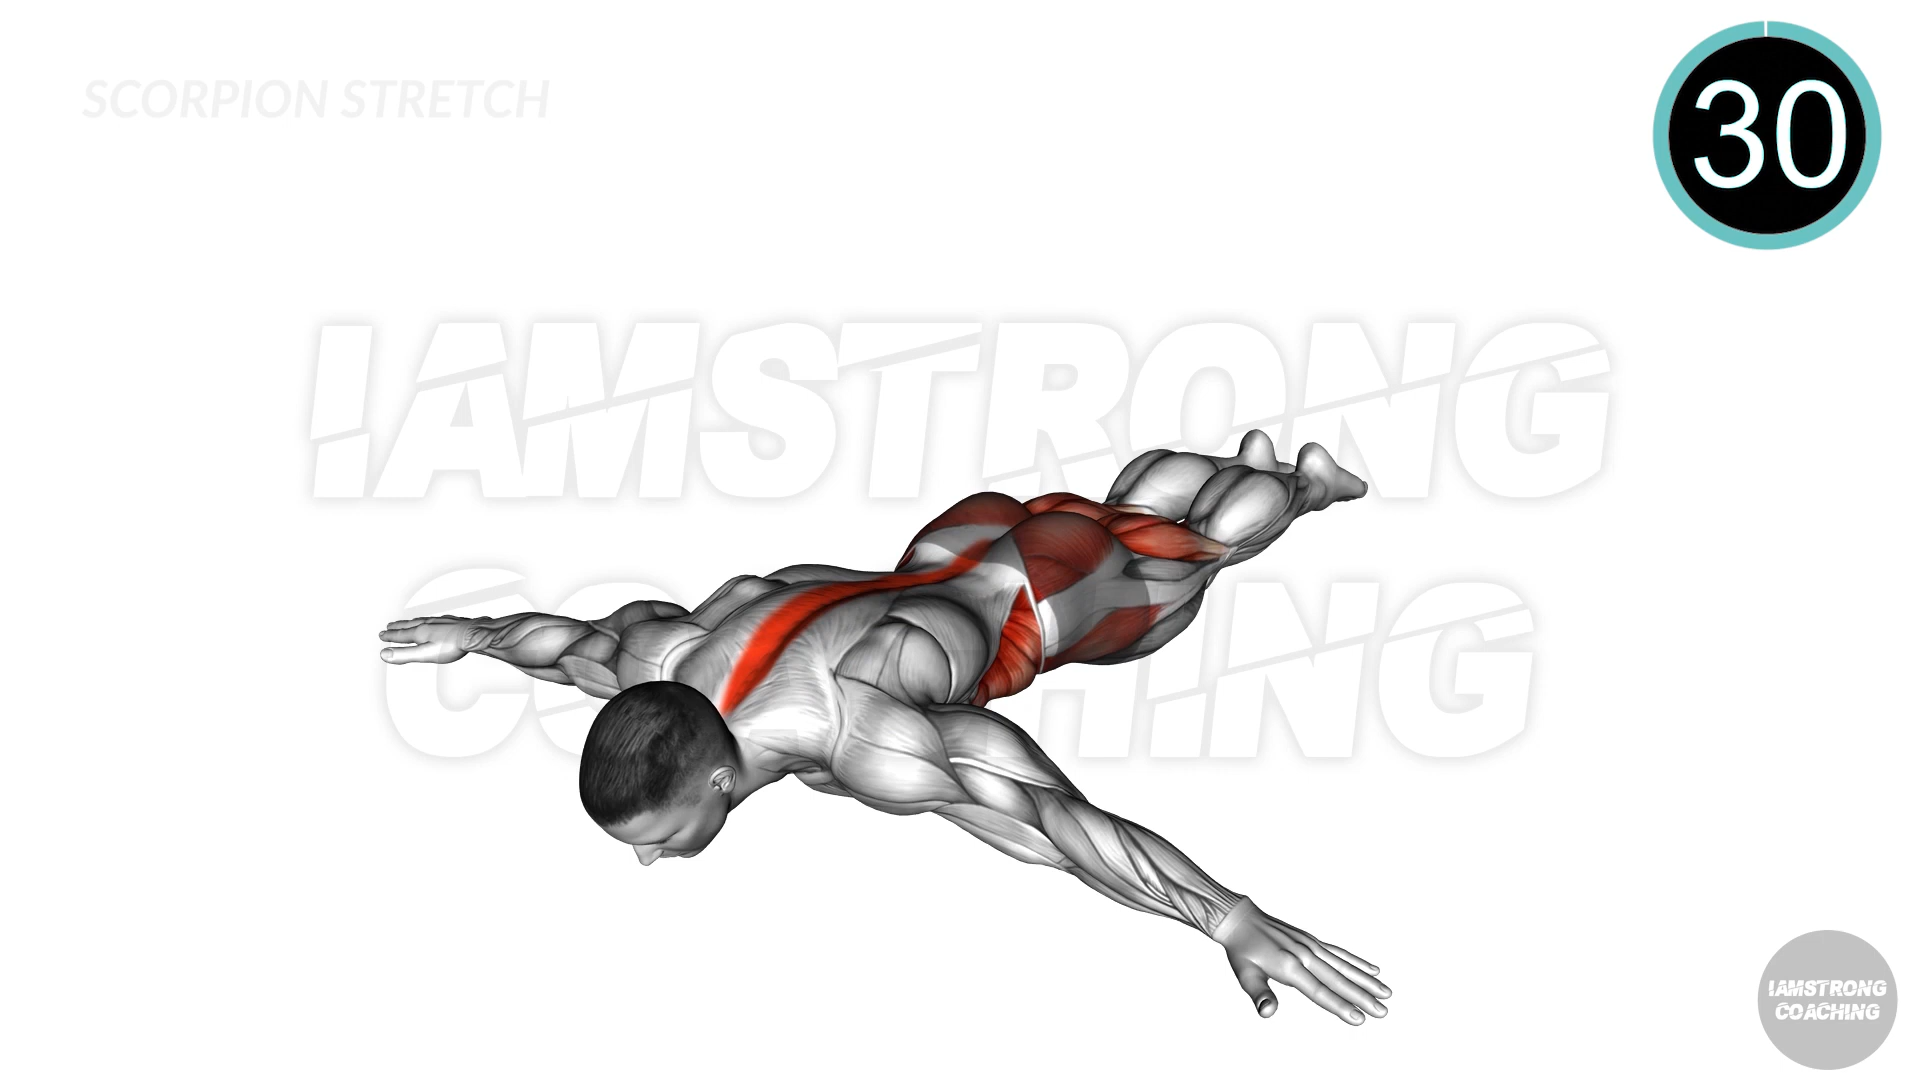 SCORPION STRETCH
30
IAMSTRONG
COACHING
IAMSTRONG
COACHING